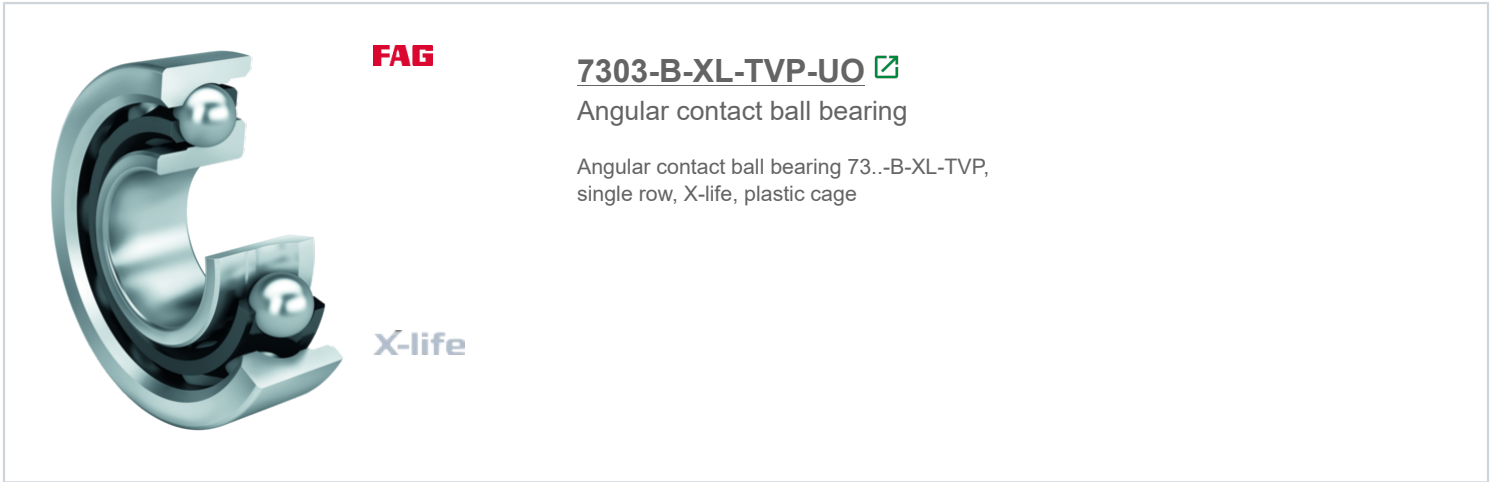 FAG
7303-B-XL-TVP-UO
Angular contact ball bearing
Angular contact ball bearing 73..-B-XL-TVP,
single row, X-life, plastic cage
X-life